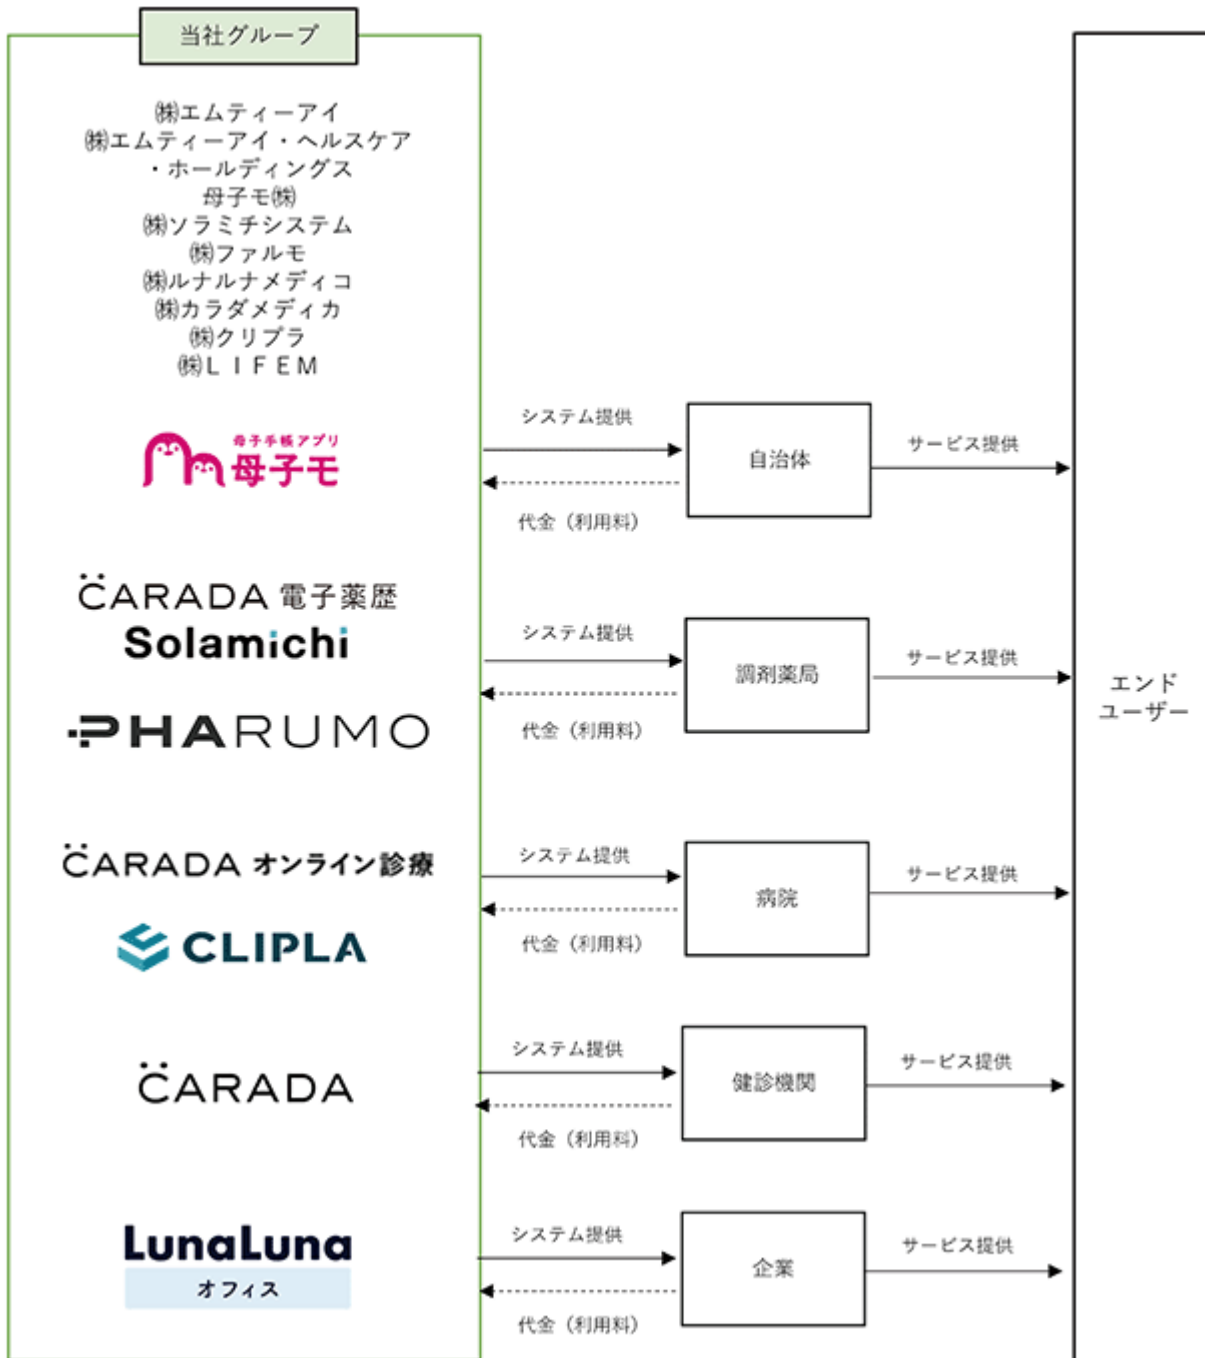 当社グループ
㈱エムティーアイ
㈱エムティーアイ・ヘルスケア
・ホールディングス
母子モ㈱
㈱ソラミチシステム
㈱ファルモ
㈱ルナルナメディコ
㈱カラダメディカ
㈱クリプラ
㈱ＬＩＦＥＭ
母子手帳アプリ
母子モ
システム提供
代金（利用料）
自治体
サービス提供
CARADA 電子薬歴
Solamichi
PHARUMO
システム提供
代金（利用料）
調剤薬局
サービス提供
エンド
ユーザー
CARADA オンライン診療
CLIPLA
システム提供
代金（利用料）
病院
サービス提供
CARADA
システム提供
代金（利用料）
健診機関
サービス提供
LunaLuna
オフィス
システム提供
代金（利用料）
企業
サービス提供